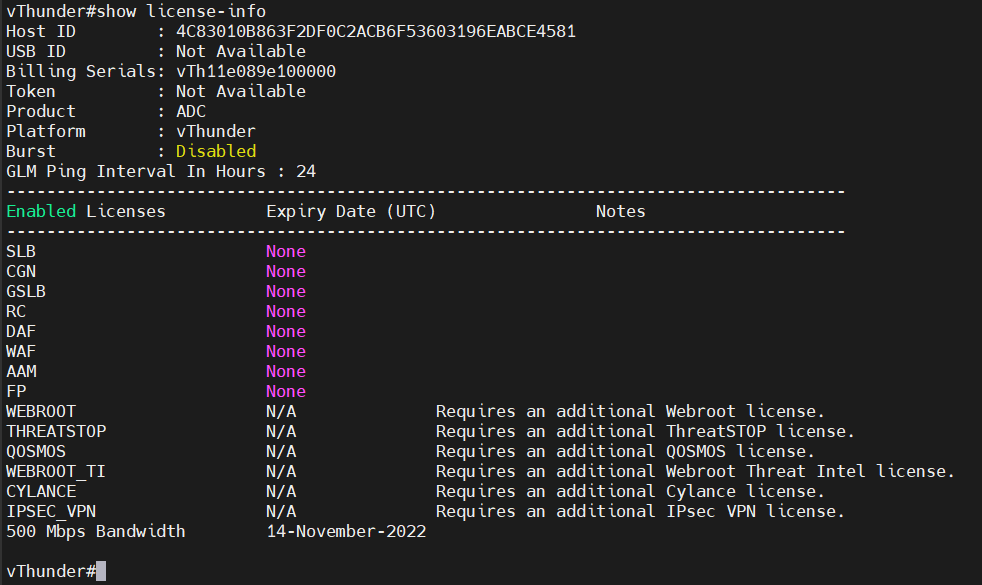 vThunder#show license-info
Host ID        : 4C83010B863F2DF0C2ACB6F53603196EABCE4581
USB ID         : Not Available
Billing Serials: vTh11e089e100000
Token          : Not Available
Product        : ADC
Platform       : vThunder
Burst          : Disabled
GLM Ping Interval In Hours : 24
------------------------------------------------------------------------------------
Enabled Licenses          Expiry Date (UTC)                Notes
------------------------------------------------------------------------------------
SLB                       None
CGN                       None
GSLB                      None
RC                        None
DAF                       None
WAF                       None
AAM                       None
FP                        None
WEBROOT                   N/A              Requires an additional Webroot license.
THREATSTOP                N/A              Requires an additional ThreatSTOP license.
QOSMOS                    N/A              Requires an additional QOSMOS license.
WEBROOT_TI                N/A              Requires an additional Webroot Threat Intel license.
CYLANCE                   N/A              Requires an additional Cylance license.
IPSEC_VPN                 N/A              Requires an additional IPsec VPN license.
500 Mbps Bandwidth        14-November-2022
vThunder#